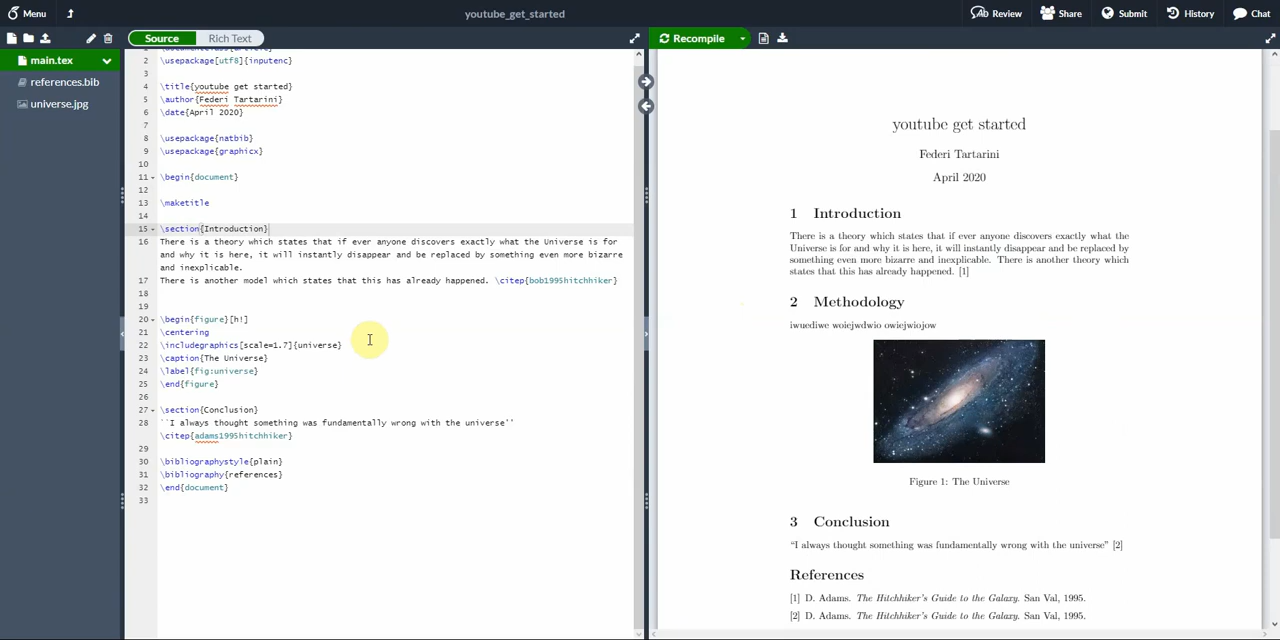 Menu
youtube_get_started
Review
Share
Submit
History
Chat
Source
Rich Text
Recompile
main.tex
references.bib
universe.jpg
2 \usepackage[utf8]{inputenc}
3
4 \title{youtube get started}
5 \author{Federi Tartarini}
6 \date{April 2020}
7
8 \usepackage{natbib}
9 \usepackage{graphicx}
10
11 \begin{document}
12
13 \maketitle
14
15 \section{Introduction}
16 There is a theory which states that if ever anyone discovers exactly what the Universe is for
and why it is here, it will instantly disappear and be replaced by something even more bizarre
and inexplicable.
17 There is another model which states that this has already happened. \citep{bob1995hitchhiker}
18
19
20 \begin{figure}[h!]
21 \centering
22 \includegraphics[scale=1.7]{universe}
23 \caption{The Universe}
24 \label{fig:universe}
25 \end{figure}
26
27 \section{Conclusion}
28 ``I always thought something was fundamentally wrong with the universe''
\citep{adams1995hitchhiker}
29
30 \bibliographystyle{plain}
31 \bibliography{references}
32 \end{document}
33
youtube get started
Federi Tartarini
April 2020
1 Introduction
There is a theory which states that if ever anyone discovers exactly what the
Universe is for and why it is here, it will instantly disappear and be replaced by
something even more bizarre and inexplicable. There is another theory which
states that this has already happened. [1]
2 Methodology
iwuediwe woiejwdwio owiejwiojow
Figure 1: The Universe
3 Conclusion
“I always thought something was fundamentally wrong with the universe” [2]
References
[1] D. Adams. The Hitchhiker's Guide to the Galaxy. San Val, 1995.
[2] D. Adams. The Hitchhiker's Guide to the Galaxy. San Val, 1995.